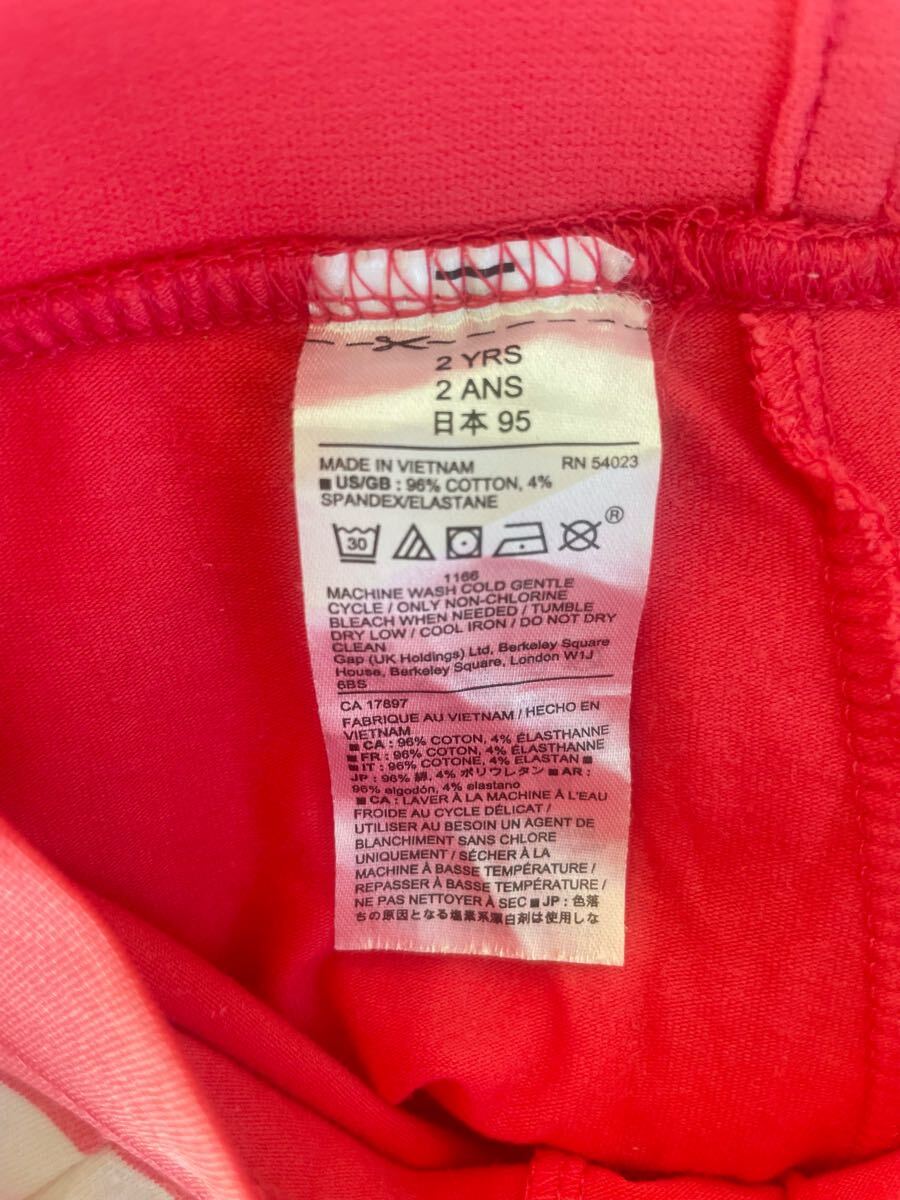 2 YRS
2 ANS
日本 95
MADE IN VIETNAM RN 54023
■ US/GB : 96% COTTON, 4%
SPANDEX/ELASTANE
30
®
1166
MACHINE WASH COLD GENTLE
CYCLE / ONLY NON-CHLORINE
BLEACH WHEN NEEDED / TUMBLE
DRY LOW / COOL IRON / DO NOT DRY
CLEAN
Gap (UK Holdings) Ltd, Berkeley Square
House, Berkeley Square, London W1J
6BS
CA 17897
FABRIQUE AU VIETNAM / HECHO EN
VIETNAM
■ CA : 96% COTON, 4% ÉLASTHANNE
■ FR : 96% COTON, 4% ÉLASTHANNE
■ IT : 96% COTONE, 4% ELASTAN ■
JP : 96% 綿, 4% ポリウレタン ■ AR :
96% algodón, 4% elastano
■ CA : LAVER À LA MACHINE À L'EAU
FROIDE AU CYCLE DÉLICAT /
UTILISER AU BESOIN UN AGENT DE
BLANCHIMENT SANS CHLORE
UNIQUEMENT / SÉCHER À LA
MACHINE À BASSE TEMPÉRATURE /
REPASSER À BASSE TEMPÉRATURE /
NE PAS NETTOYER À SEC ■ JP : 色落
ちの原因となる塩素系漂白剤は使用しな